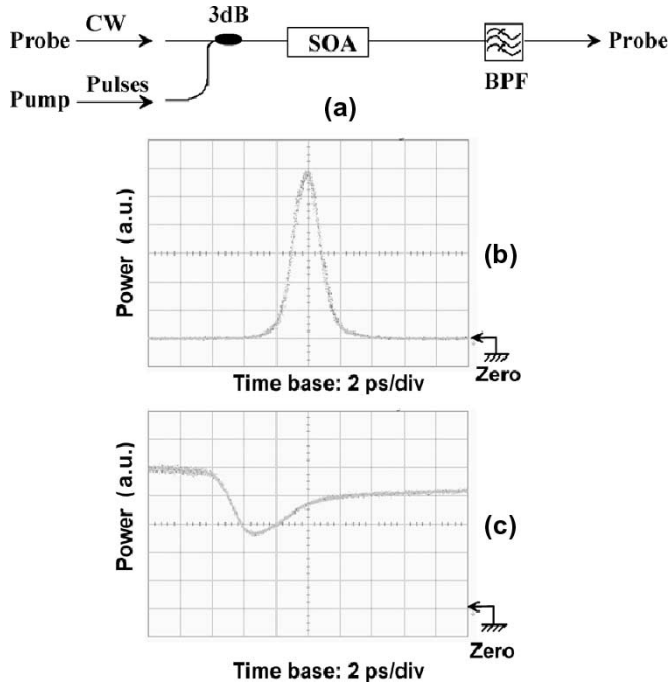 Probe CW 3dB SOA BPF Probe
Pump Pulses
(a)
Power (a.u.)
(b)
Zero
Time base: 2 ps/div
Power (a.u.)
(c)
Zero
Time base: 2 ps/div